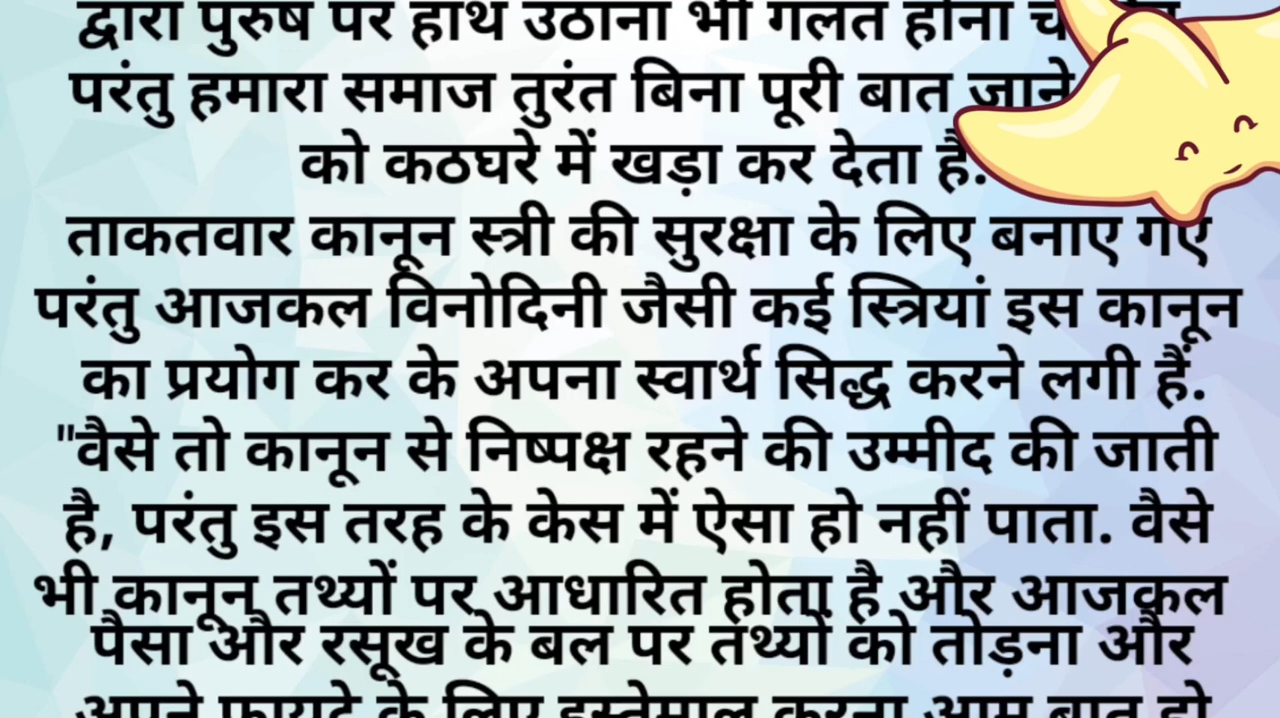 द्वारा पुरुष पर हाथ उठाना भी गलत होना
परंतु हमारा समाज तुरंत बिना पूरी बात जाने
को कठघरे में खड़ा कर देता है.
ताकतवार कानून स्त्री की सुरक्षा के लिए बनाए गए
परंतु आजकल विनोदिनी जैसी कई स्त्रियां इस कानून
का प्रयोग कर के अपना स्वार्थ सिद्ध करने लगी हैं.
"वैसे तो कानून से निष्पक्ष रहने की उम्मीद की जाती
है, परंतु इस तरह के केस में ऐसा हो नहीं पाता. वैसे
भी कानून तथ्यों पर आधारित होता है और आजकल
पैसा और रसूख के बल पर तथ्यों को तोड़ना और
अपने फायदे के लिए इस्तेमाल करना आम बात हो